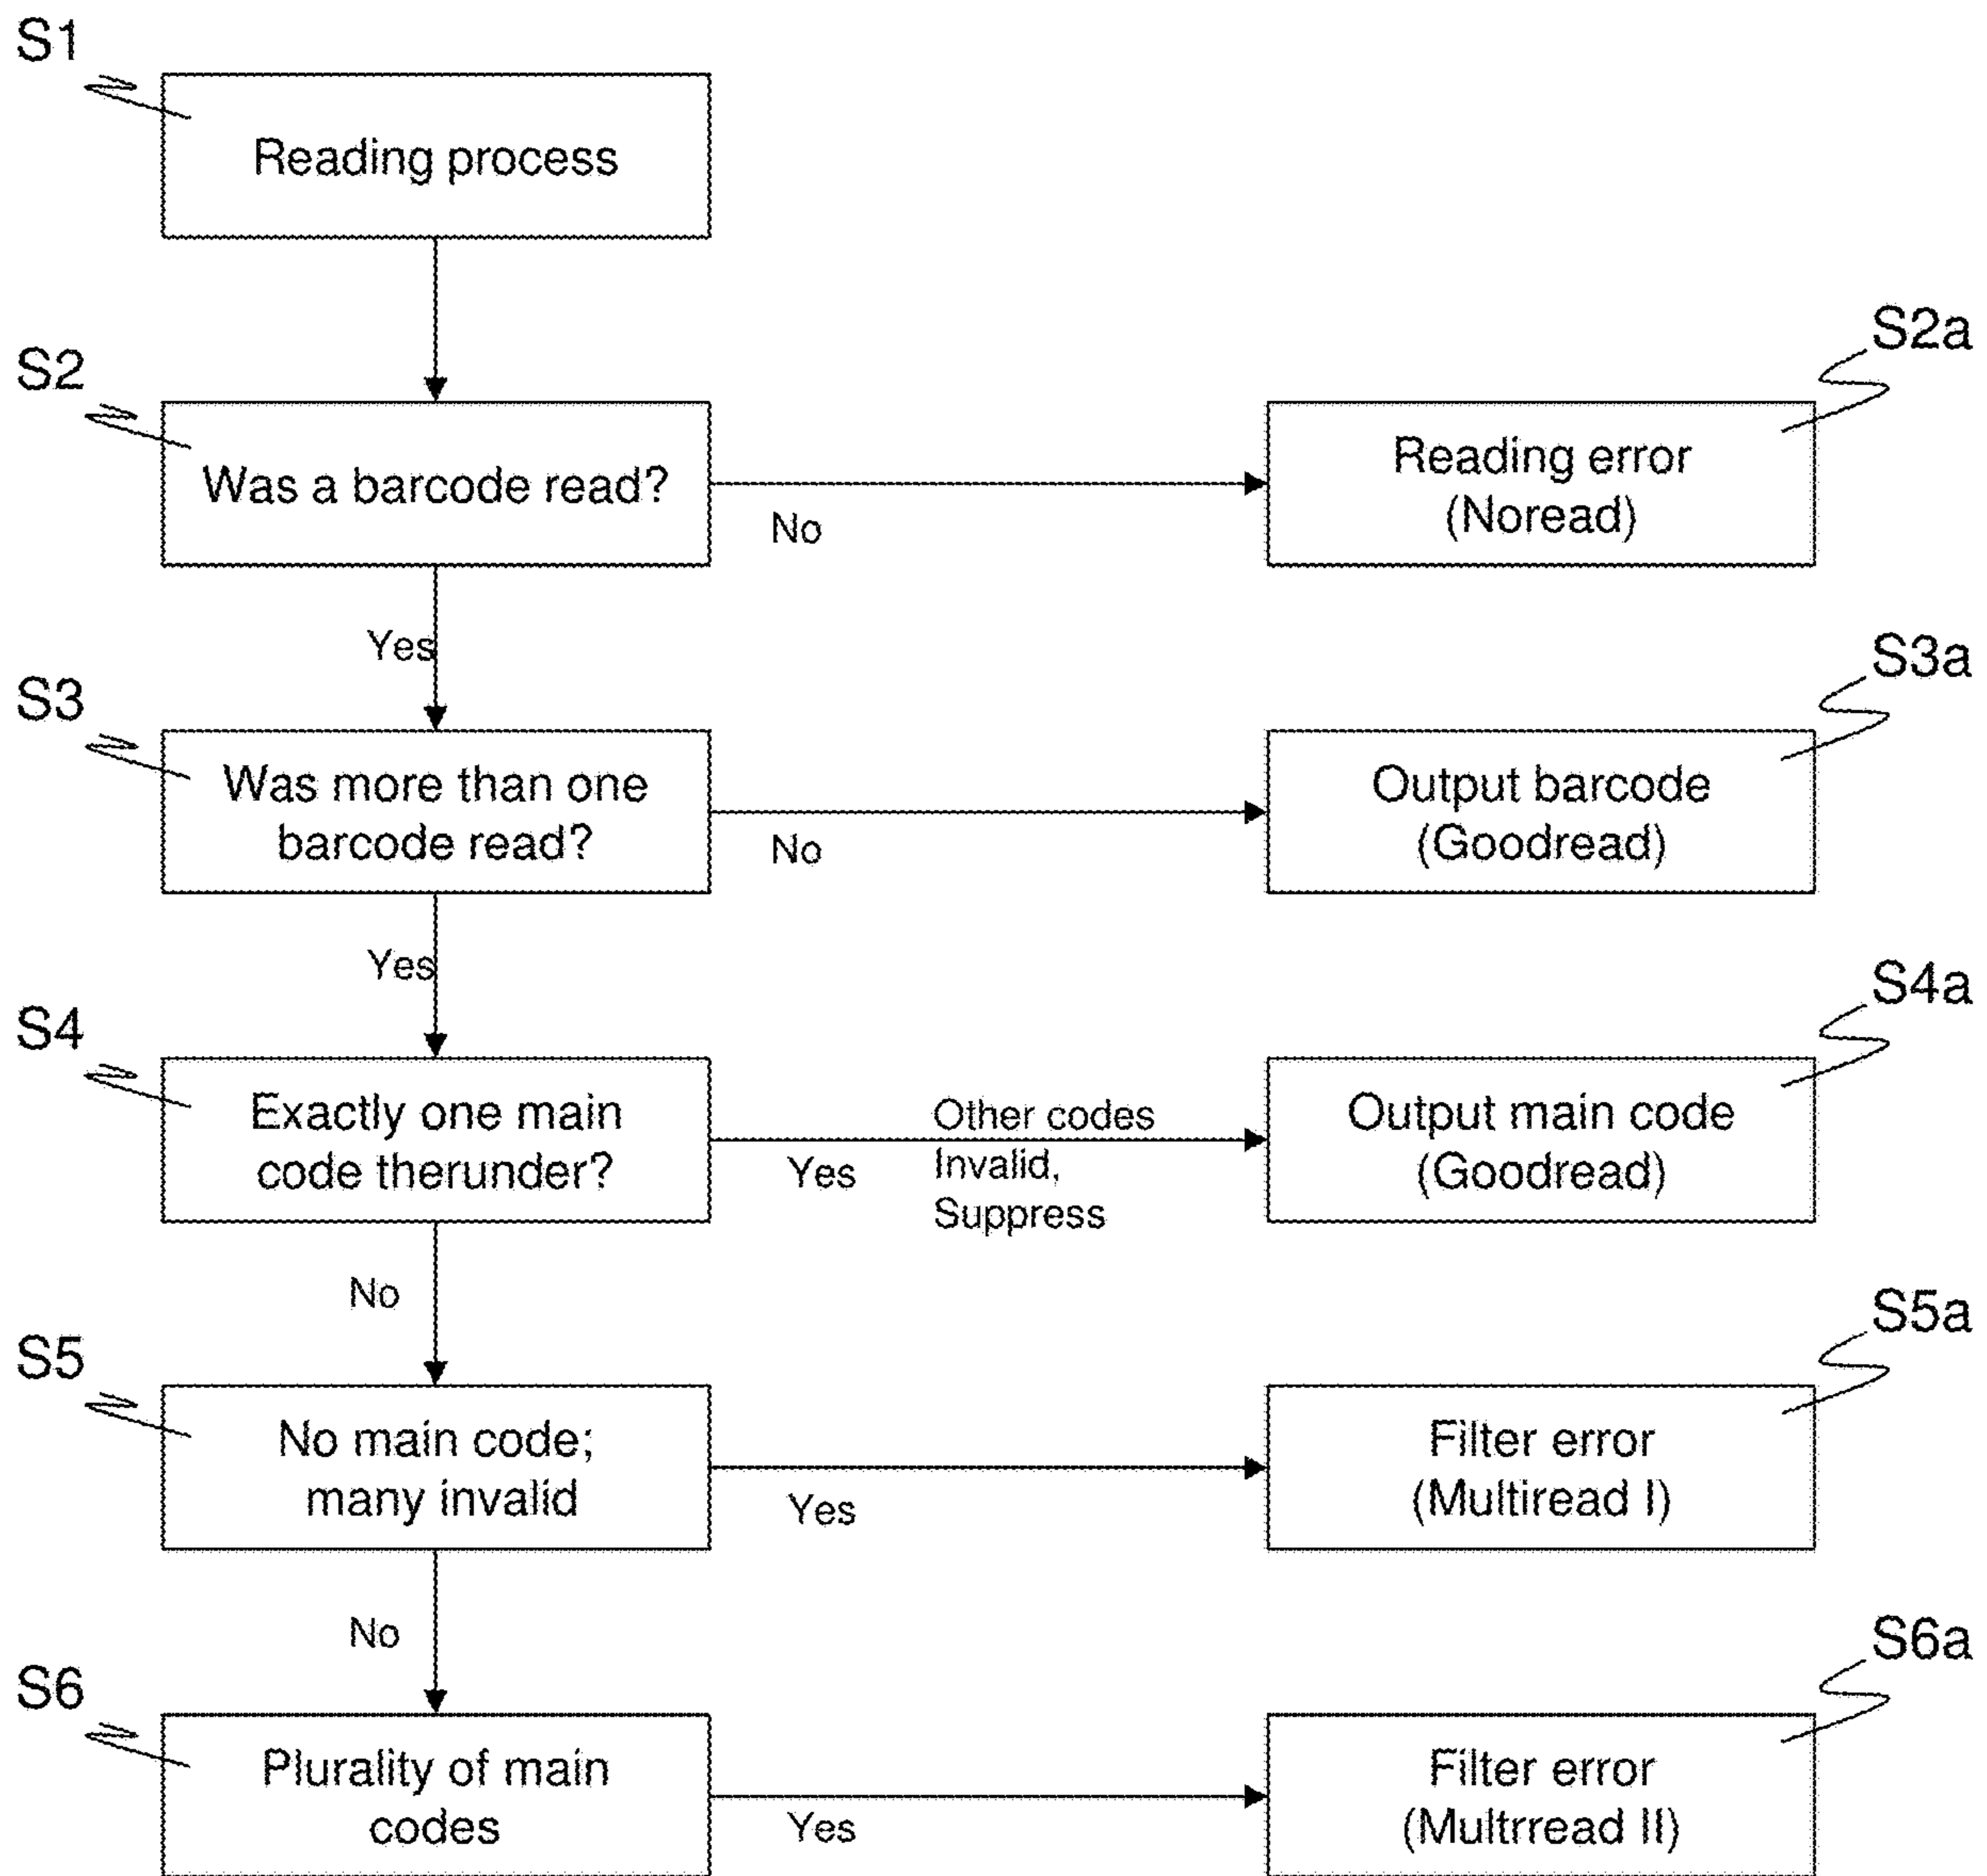 S1
Reading process
S2
Was a barcode read?
No
S2a
Reading error
(Noread)
Yes
S3
Was more than one
barcode read?
No
S3a
Output barcode
(Goodread)
Yes
S4
Exactly one main
code therunder?
Yes
Other codes
Invalid,
Suppress
S4a
Output main code
(Goodread)
No
S5
No main code;
many invalid
Yes
S5a
Filter error
(Multiread I)
No
S6
Plurality of main
codes
Yes
S6a
Filter error
(Multrread II)